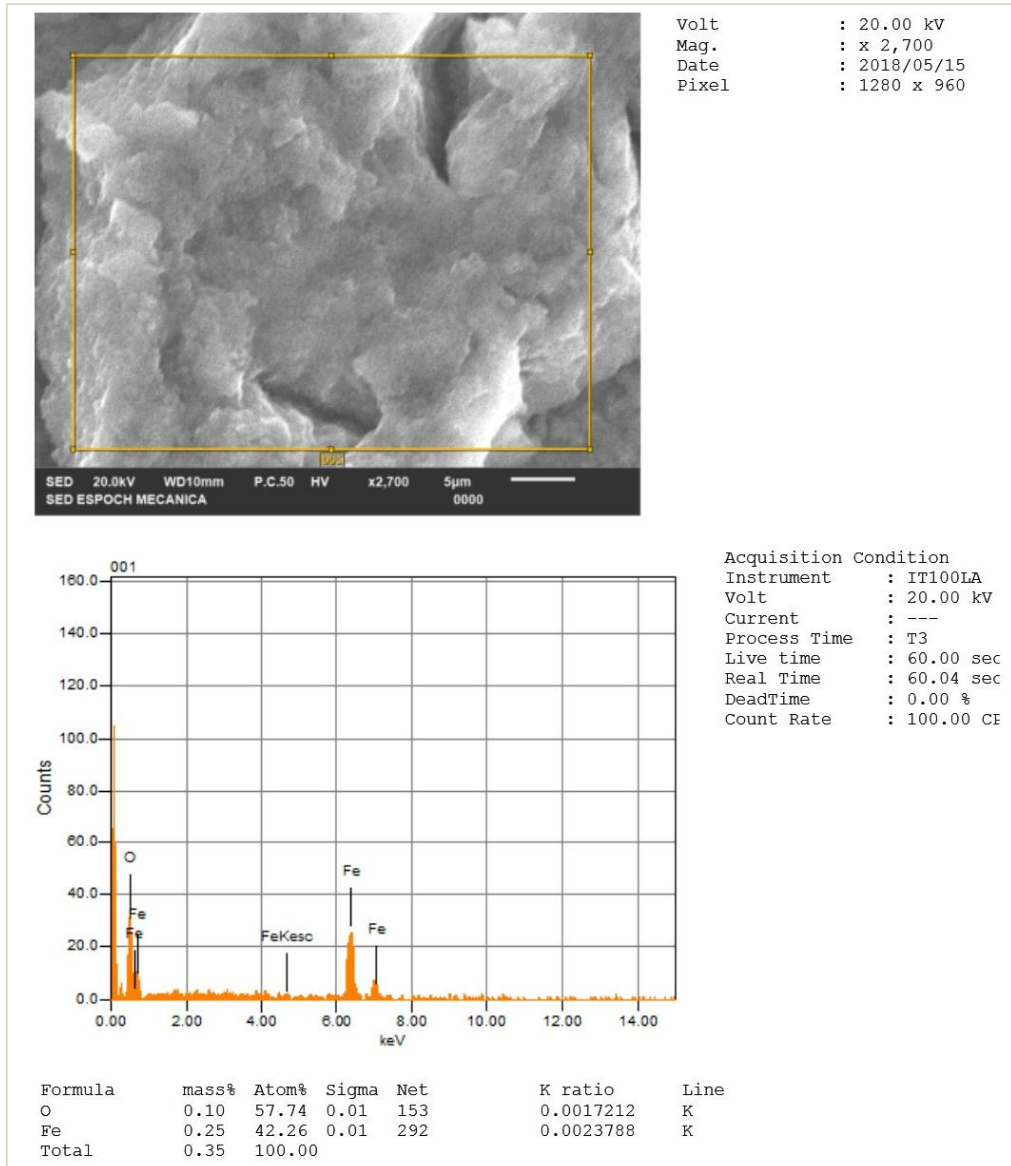 Volt : 20.00 kV
Mag. : x 2,700
Date : 2018/05/15
Pixel : 1280 x 960
SED 20.0kV WD10mm P.C.50 HV x2,700 5µm
SED ESPOCH MECANICA 0000
Acquisition Condition
Instrument : IT100LA
Volt : 20.00 kV
Current : ---
Process Time : T3
Live time : 60.00 sec
Real Time : 60.04 sec
DeadTime : 0.00 %
Count Rate : 100.00 CP
001
160.0
140.0
120.0
100.0
80.0
60.0
40.0
20.0
0.0
Counts
O
Fe
Fe
FeKesc
Fe
Fe
0.00 2.00 4.00 6.00 8.00 10.00 12.00 14.00
keV
Formula mass% Atom% Sigma Net K ratio Line
O 0.10 57.74 0.01 153 0.0017212 K
Fe 0.25 42.26 0.01 292 0.0023788 K
Total 0.35 100.00